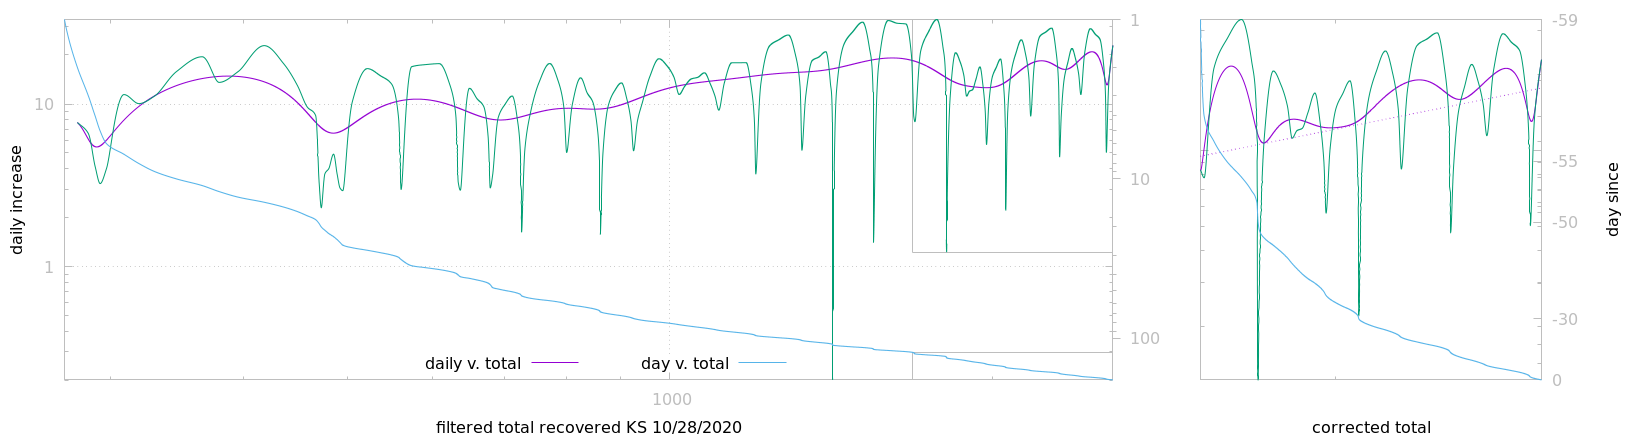 1
-59
10
daily increase
-55
10
day since
-50
1
-30
100
daily v. total
day v. total
0
1000
filtered total recovered KS 10/28/2020
corrected total